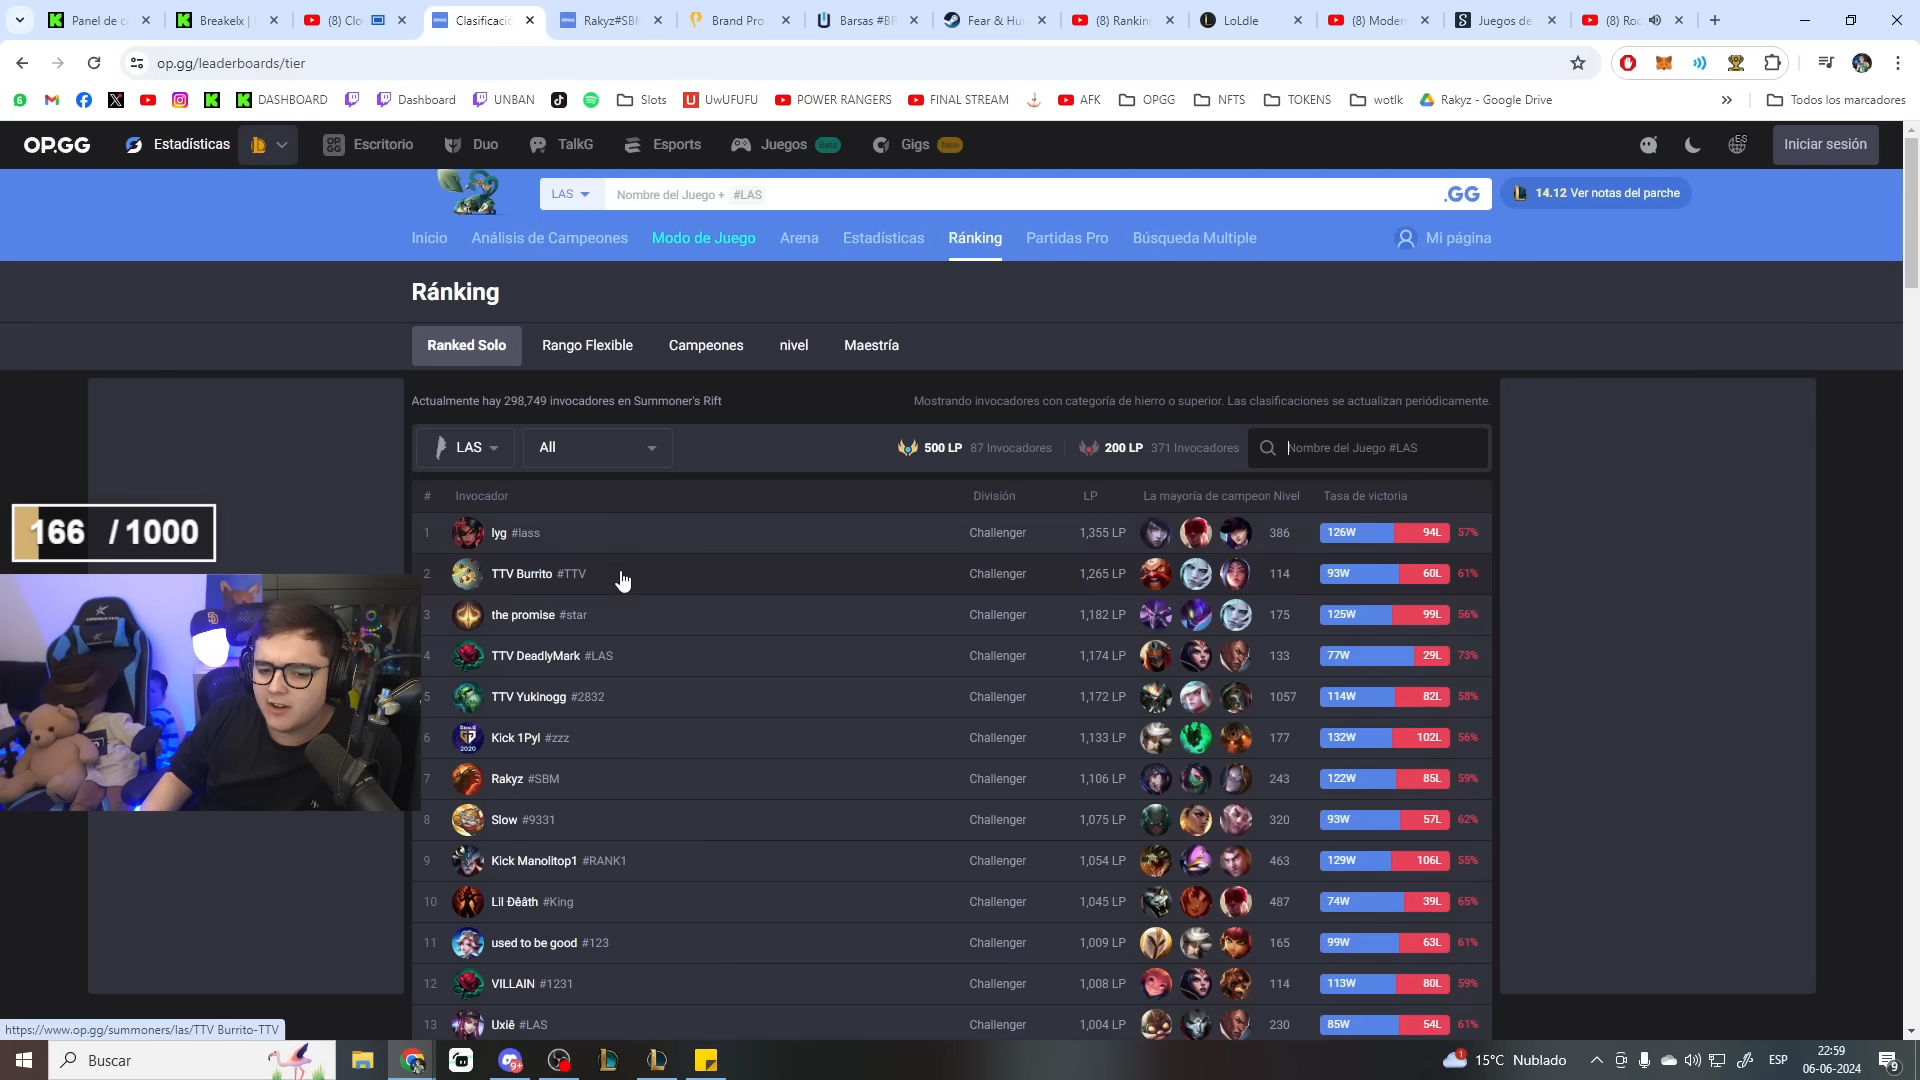 Panel de c
Breakelx |
(8) Clo
Clasificació
Rakyz#SBM
Brand Pro
Barsas #BR
Fear & Hu
(8) Ranking
LoLdle
(8) Moder
Juegos de
(8) Roc
op.gg/leaderboards/tier
DASHBOARD
Dashboard
UNBAN
Slots
UwUFUFU
POWER RANGERS
FINAL STREAM
AFK
OPGG
NFTS
TOKENS
wotlk
Rakyz - Google Drive
»
Todos los marcadores
OP.GG
Estadísticas
OP.GG Escritorio
Duo
TalkG
Esports
Juegos Beta
Gigs New
ES
Iniciar sesión
LAS
Nombre del Juego + #LAS
.GG
14.12 Ver notas del parche
Inicio
Análisis de Campeones
Modo de Juego
Arena
Estadísticas
Ránking
Partidas Pro
Búsqueda Multiple
Mi página
Ránking
Ranked Solo
Rango Flexible
Campeones
nivel
Maestría
Actualmente hay 298,749 invocadores en Summoner's Rift
Mostrando invocadores con categoría de hierro o superior. Las clasificaciones se actualizan periódicamente.
LAS
All
500 LP 87 Invocadores
200 LP 371 Invocadores
Nombre del Juego #LAS
# Invocador División LP La mayoría de campeon Nivel Tasa de victoria
1 lyg #lass Challenger 1,355 LP 386 126W 94L 57%
2 TTV Burrito #TTV Challenger 1,265 LP 114 93W 60L 61%
3 the promise #star Challenger 1,182 LP 175 125W 99L 56%
4 TTV DeadlyMark #LAS Challenger 1,174 LP 133 77W 29L 73%
5 TTV Yukinogg #2832 Challenger 1,172 LP 1057 114W 82L 58%
6 Kick 1Pyl #zzz Challenger 1,133 LP 177 132W 102L 56%
7 Rakyz #SBM Challenger 1,106 LP 243 122W 85L 59%
8 Slow #9331 Challenger 1,075 LP 320 93W 57L 62%
9 Kick Manolitop1 #RANK1 Challenger 1,054 LP 463 129W 106L 55%
10 Lil Ðêâth #King Challenger 1,045 LP 487 74W 39L 65%
11 used to be good #123 Challenger 1,009 LP 165 99W 63L 61%
12 VILLAIN #1231 Challenger 1,008 LP 114 113W 80L 59%
13 Uxiê #LAS Challenger 1,004 LP 230 85W 54L 61%
166 / 1000
https://www.op.gg/summoners/las/TTV Burrito-TTV
Buscar
9+
1
15°C Nublado
ESP
22:59
06-06-2024
9